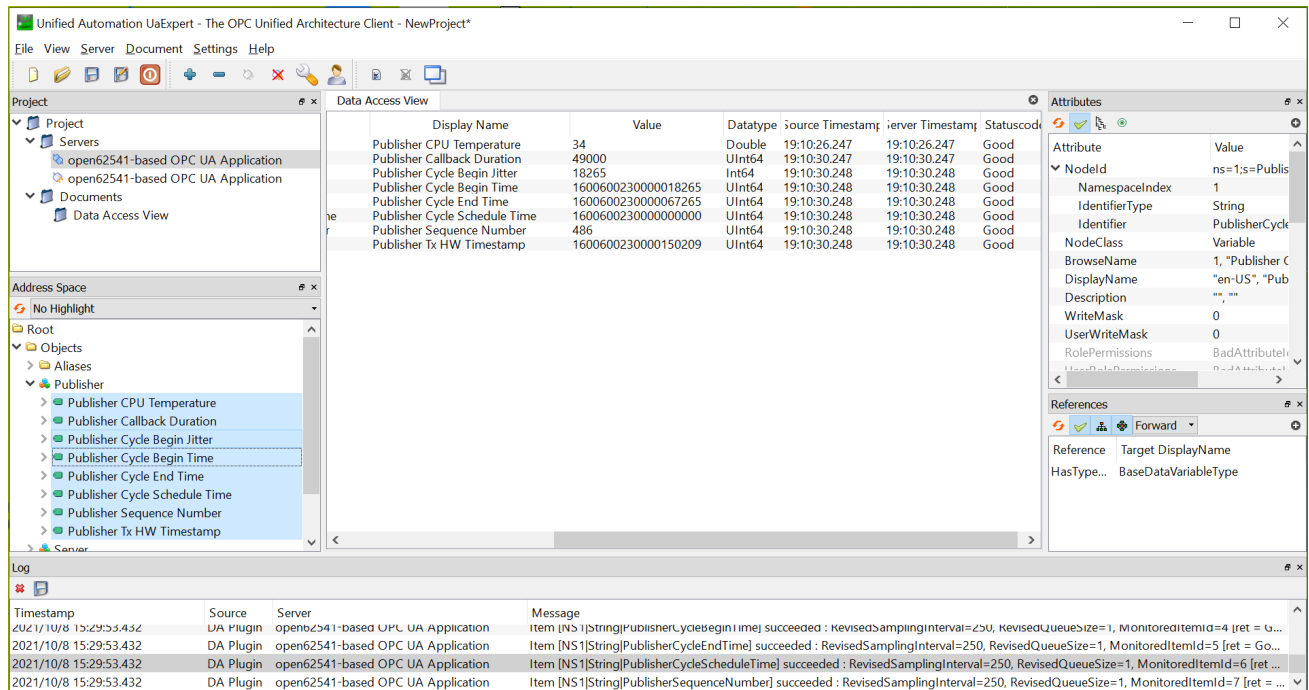 Unified Automation UaExpert - The OPC Unified Architecture Client - NewProject*
File View Server Document Settings Help
Project
Project
Servers
open62541-based OPC UA Application
open62541-based OPC UA Application
Documents
Data Access View
Address Space
No Highlight
Root
Objects
Aliases
Publisher
Publisher CPU Temperature
Publisher Callback Duration
Publisher Cycle Begin Jitter
Publisher Cycle Begin Time
Publisher Cycle End Time
Publisher Cycle Schedule Time
Publisher Sequence Number
Publisher Tx HW Timestamp
Server
Data Access View
Display Name Value Datatype Source Timestamp Server Timestamp Statuscode
Publisher CPU Temperature 34 Double 19:10:26.247 19:10:26.247 Good
Publisher Callback Duration 49000 UInt64 19:10:30.247 19:10:30.247 Good
Publisher Cycle Begin Jitter 18265 Int64 19:10:30.248 19:10:30.248 Good
Publisher Cycle Begin Time 1600600230000018265 UInt64 19:10:30.248 19:10:30.248 Good
Publisher Cycle End Time 1600600230000067265 UInt64 19:10:30.248 19:10:30.248 Good
ne Publisher Cycle Schedule Time 1600600230000000000 UInt64 19:10:30.248 19:10:30.248 Good
r Publisher Sequence Number 486 UInt64 19:10:30.248 19:10:30.248 Good
Publisher Tx HW Timestamp 1600600230000150209 UInt64 19:10:30.248 19:10:30.248 Good
Attributes
Attribute Value
NodeId ns=1;s=Publis
NamespaceIndex 1
IdentifierType String
Identifier PublisherCycle
NodeClass Variable
BrowseName 1, "Publisher C
DisplayName "en-US", "Pub
Description "", ""
WriteMask 0
UserWriteMask 0
RolePermissions BadAttributeI
UserRolePermissions BadAttributeI
References
Forward
Reference Target DisplayName
HasType... BaseDataVariableType
Log
Timestamp Source Server Message
2021/10/8 15:29:53.432 DA Plugin open62541-based OPC UA Application Item [NS1|String|PublisherCycleBeginTime] succeeded : RevisedSamplingInterval=250, RevisedQueueSize=1, MonitoredItemId=4 [ret = G...
2021/10/8 15:29:53.432 DA Plugin open62541-based OPC UA Application Item [NS1|String|PublisherCycleEndTime] succeeded : RevisedSamplingInterval=250, RevisedQueueSize=1, MonitoredItemId=5 [ret = Go...
2021/10/8 15:29:53.432 DA Plugin open62541-based OPC UA Application Item [NS1|String|PublisherCycleScheduleTime] succeeded : RevisedSamplingInterval=250, RevisedQueueSize=1, MonitoredItemId=6 [ret ...
2021/10/8 15:29:53.432 DA Plugin open62541-based OPC UA Application Item [NS1|String|PublisherSequenceNumber] succeeded : RevisedSamplingInterval=250, RevisedQueueSize=1, MonitoredItemId=7 [ret = ...